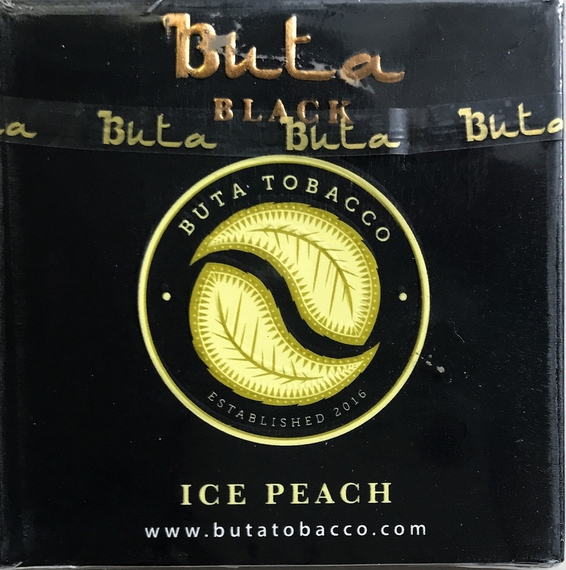 Buta
BLACK
Buta Buta Buta
BUTA TOBACCO
ESTABLISHED 2016
ICE PEACH
www.butatobacco.com